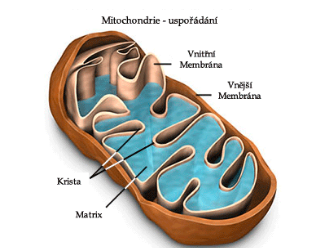 Mitochondrie - uspořádání
Vnitřní
Membrána
Vnější
Membrána
Krista
Matrix